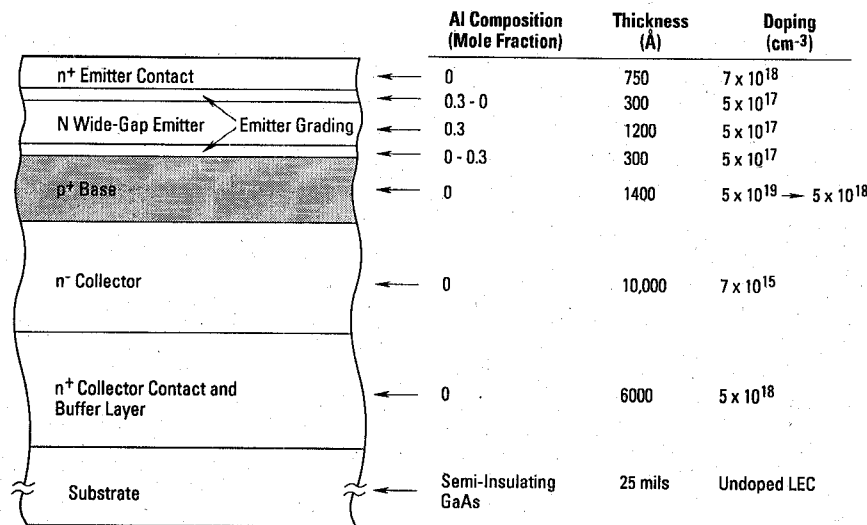 Al Composition
(Mole Fraction)
Thickness
(Å)
Doping
(cm-3)
n+ Emitter Contact
0
750
7 x 10^18
0.3 - 0
300
5 x 10^17
N Wide-Gap Emitter
Emitter Grading
0.3
1200
5 x 10^17
0 - 0.3
300
5 x 10^17
p+ Base
0
1400
5 x 10^19 → 5 x 10^18
n- Collector
0
10,000
7 x 10^15
n+ Collector Contact and
Buffer Layer
0
6000
5 x 10^18
Substrate
Semi-Insulating
GaAs
25 mils
Undoped LEC